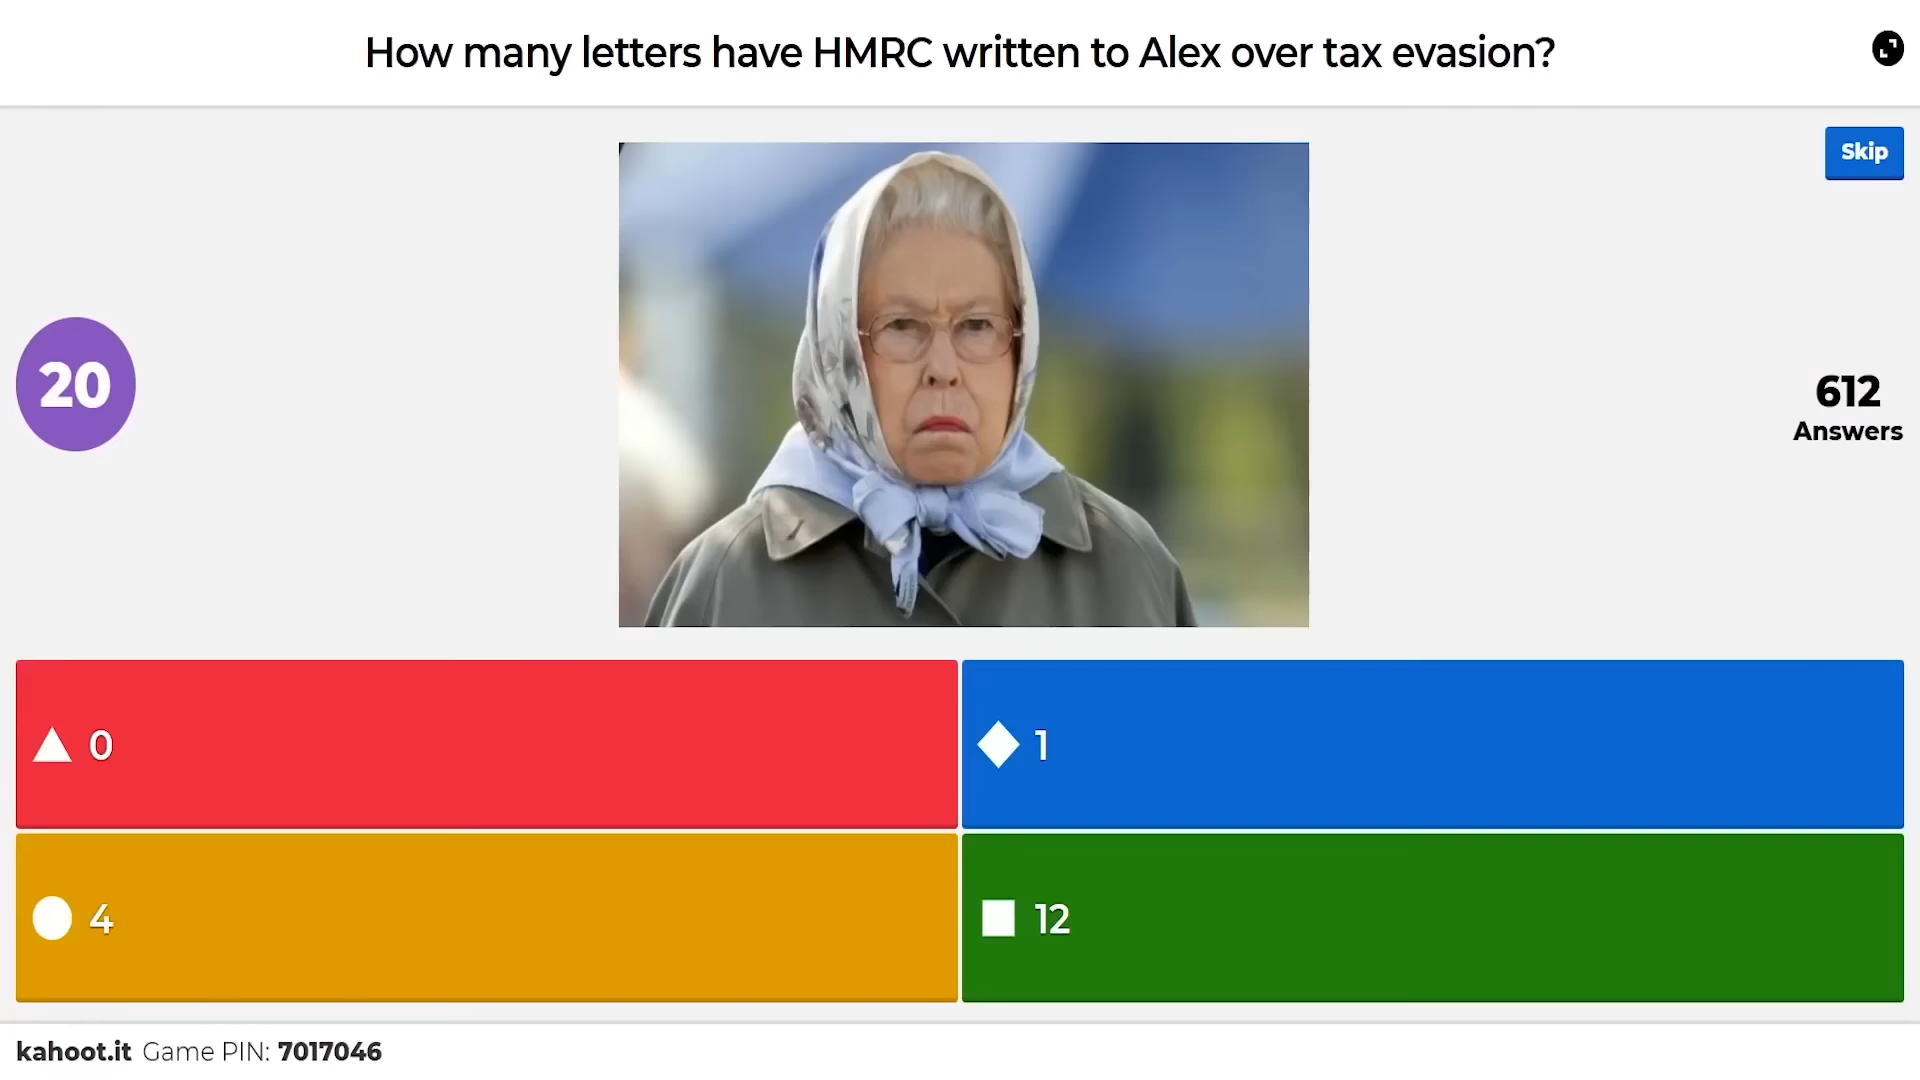 How many letters have HMRC written to Alex over tax evasion?
Skip
20
612
Answers
0
1
4
12
kahoot.it Game PIN: 7017046